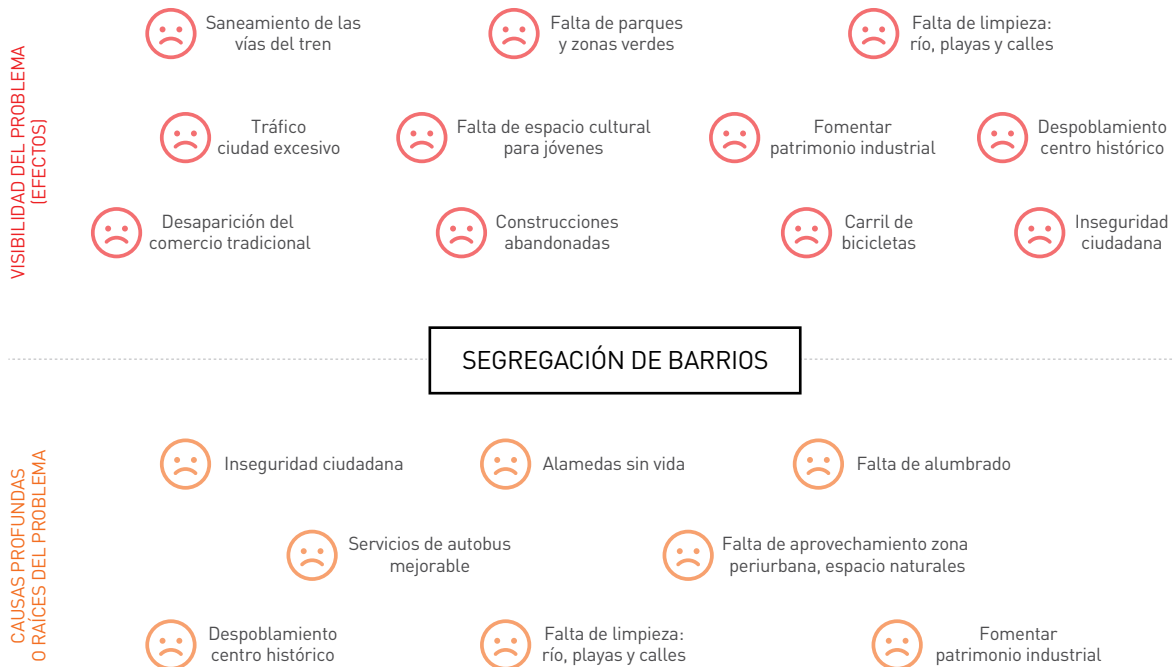 VISIBILIDAD DEL PROBLEMA
(EFECTOS)
Saneamiento de las
vías del tren
Falta de parques
y zonas verdes
Falta de limpieza:
río, playas y calles
Tráfico
ciudad excesivo
Falta de espacio cultural
para jóvenes
Fomentar
patrimonio industrial
Despoblamiento
centro histórico
Desaparición del
comercio tradicional
Construcciones
abandonadas
Carril de
bicicletas
Inseguridad
ciudadana
SEGREGACIÓN DE BARRIOS
CAUSAS PROFUNDAS
O RAÍCES DEL PROBLEMA
Inseguridad ciudadana
Alamedas sin vida
Falta de alumbrado
Servicios de autobus
mejorable
Falta de aprovechamiento zona
periurbana, espacio naturales
Despoblamiento
centro histórico
Falta de limpieza:
río, playas y calles
Fomentar
patrimonio industrial